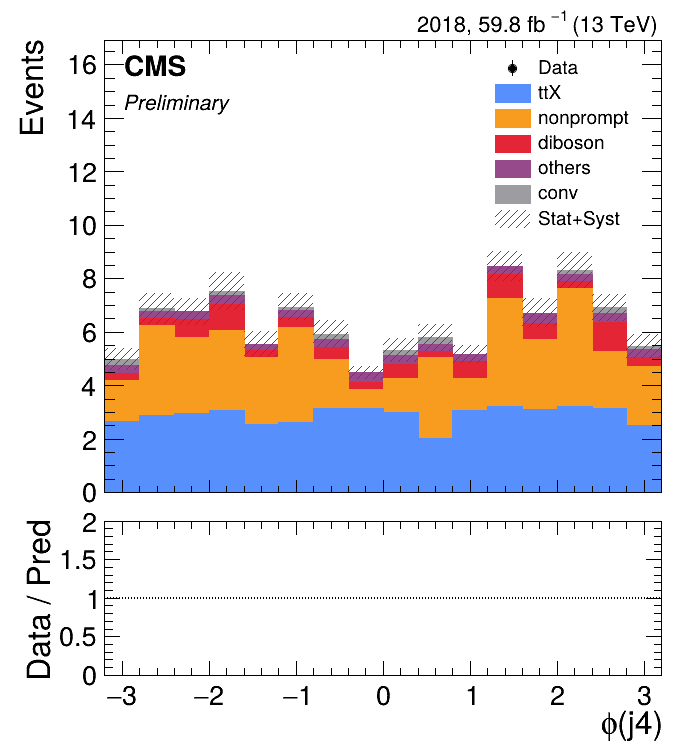 2018, 59.8 fb⁻¹ (13 TeV)
CMS
Preliminary
Events
16
14
12
10
8
6
4
2
0
Data
ttX
nonprompt
diboson
others
conv
Stat+Syst
Data / Pred
2
1.5
1
0.5
0
−3 −2 −1 0 1 2 3
ϕ(j4)